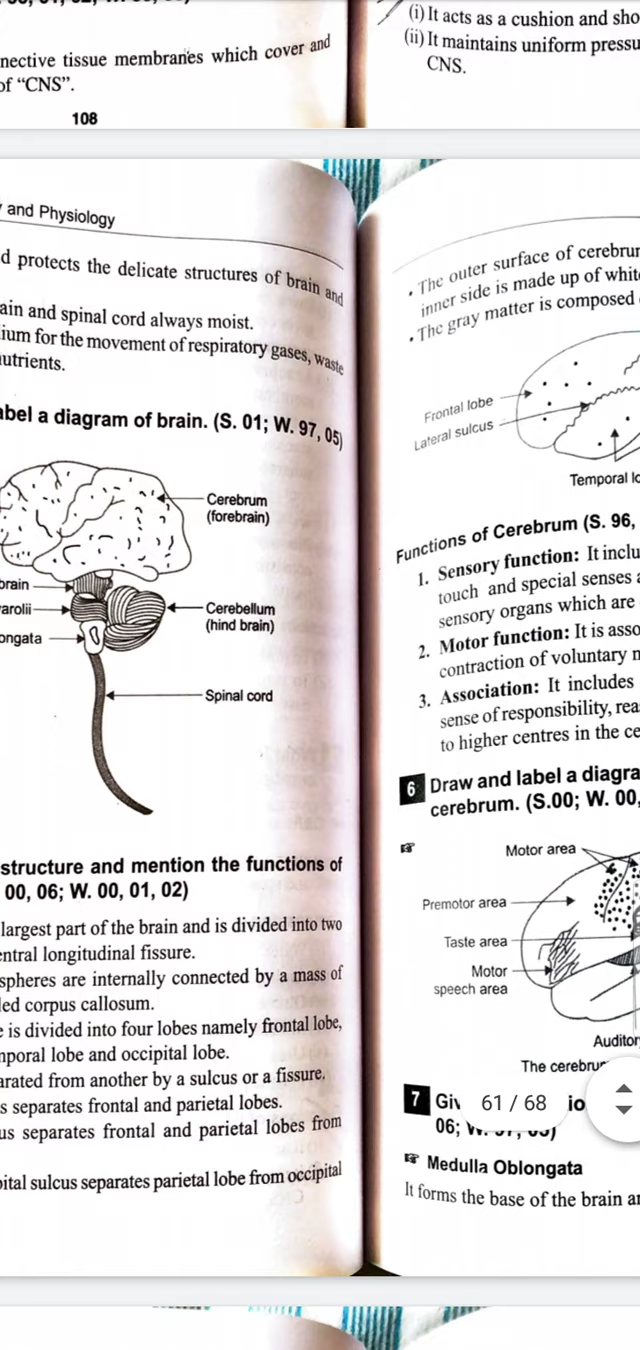 (i) It acts as a cushion and sho
(ii) It maintains uniform pressu
CNS.
nective tissue membranes which cover and
of “CNS”.
108
and Physiology
d protects the delicate structures of brain and
ain and spinal cord always moist.
ium for the movement of respiratory gases, waste
utrients.
abel a diagram of brain. (S. 01; W. 97, 05)
Cerebrum
(forebrain)
brain
arolii
ongata
Cerebellum
(hind brain)
Spinal cord
structure and mention the functions of
00, 06; W. 00, 01, 02)
largest part of the brain and is divided into two
entral longitudinal fissure.
spheres are internally connected by a mass of
led corpus callosum.
e is divided into four lobes namely frontal lobe,
mporal lobe and occipital lobe.
arated from another by a sulcus or a fissure.
s separates frontal and parietal lobes.
us separates frontal and parietal lobes from
pital sulcus separates parietal lobe from occipital
• The outer surface of cerebrum
inner side is made up of white
• The gray matter is composed
Frontal lobe
Lateral sulcus
Temporal lo
Functions of Cerebrum (S. 96,
1. Sensory function: It inclu
touch and special senses a
sensory organs which are
2. Motor function: It is asso
contraction of voluntary m
3. Association: It includes
sense of responsibility, rea
to higher centres in the ce
6 Draw and label a diagra
cerebrum. (S.00; W. 00,
☞
Motor area
Premotor area
Taste area
Motor
speech area
Auditor
The cerebru
7 Giv
61 / 68
io
06; W.
☞ Medulla Oblongata
It forms the base of the brain an